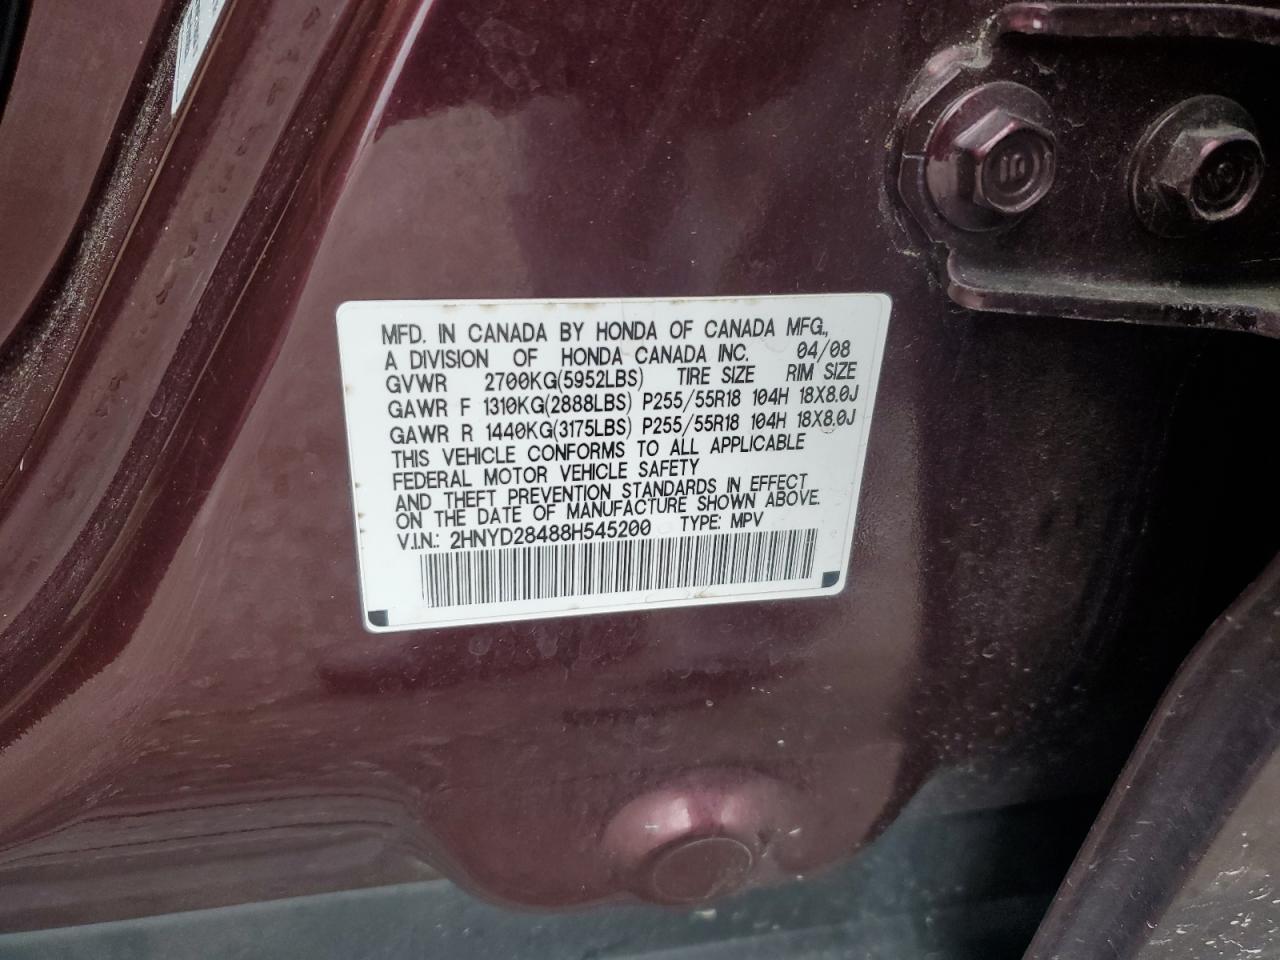 MFD. IN CANADA BY HONDA OF CANADA MFG.,
A DIVISION OF HONDA CANADA INC. 04/08
GVWR 2700KG(5952LBS) TIRE SIZE RIM SIZE
GAWR F 1310KG(2888LBS) P255/55R18 104H 18X8.0J
GAWR R 1440KG(3175LBS) P255/55R18 104H 18X8.0J
THIS VEHICLE CONFORMS TO ALL APPLICABLE
FEDERAL MOTOR VEHICLE SAFETY
AND THEFT PREVENTION STANDARDS IN EFFECT
ON THE DATE OF MANUFACTURE SHOWN ABOVE.
V.I.N.: 2HNYD28488H545200 TYPE: MPV
10